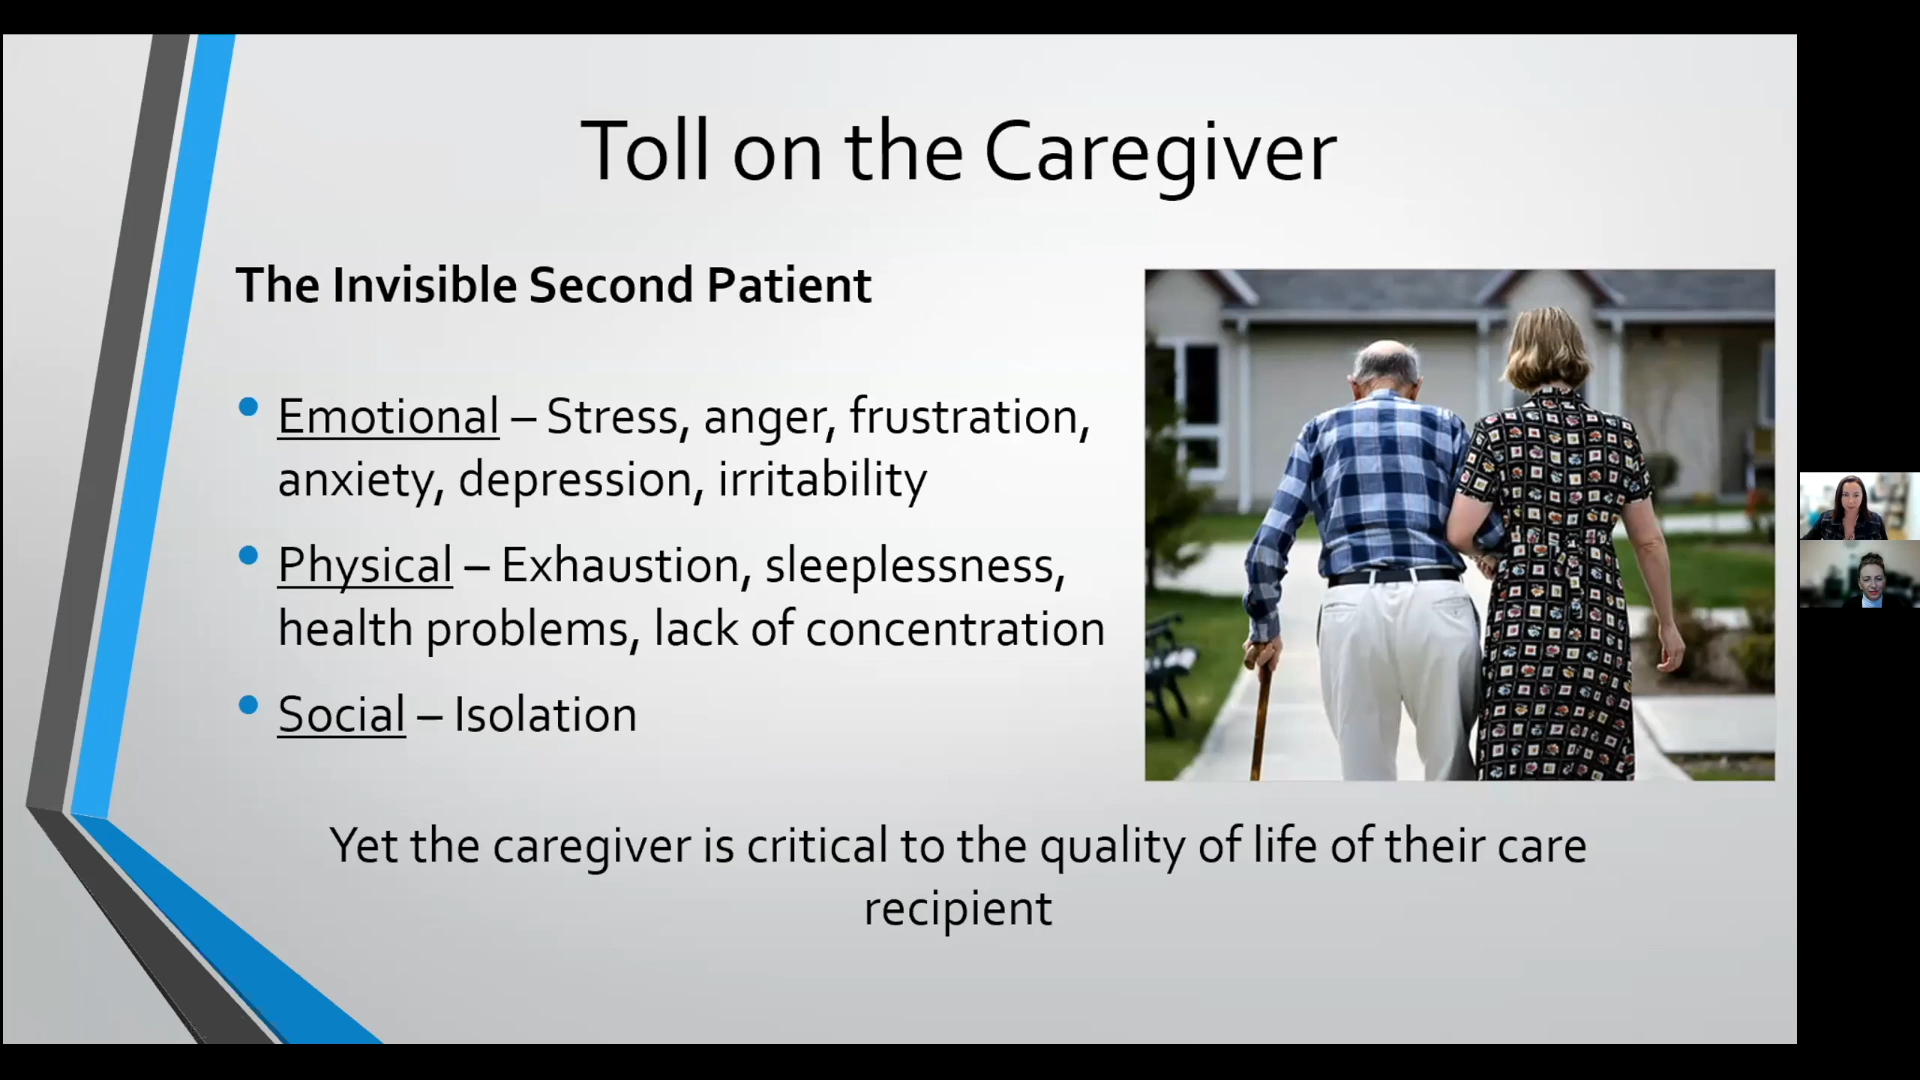 Toll on the Caregiver
The Invisible Second Patient
• Emotional – Stress, anger, frustration,
anxiety, depression, irritability
• Physical – Exhaustion, sleeplessness,
health problems, lack of concentration
• Social – Isolation
Yet the caregiver is critical to the quality of life of their care
recipient